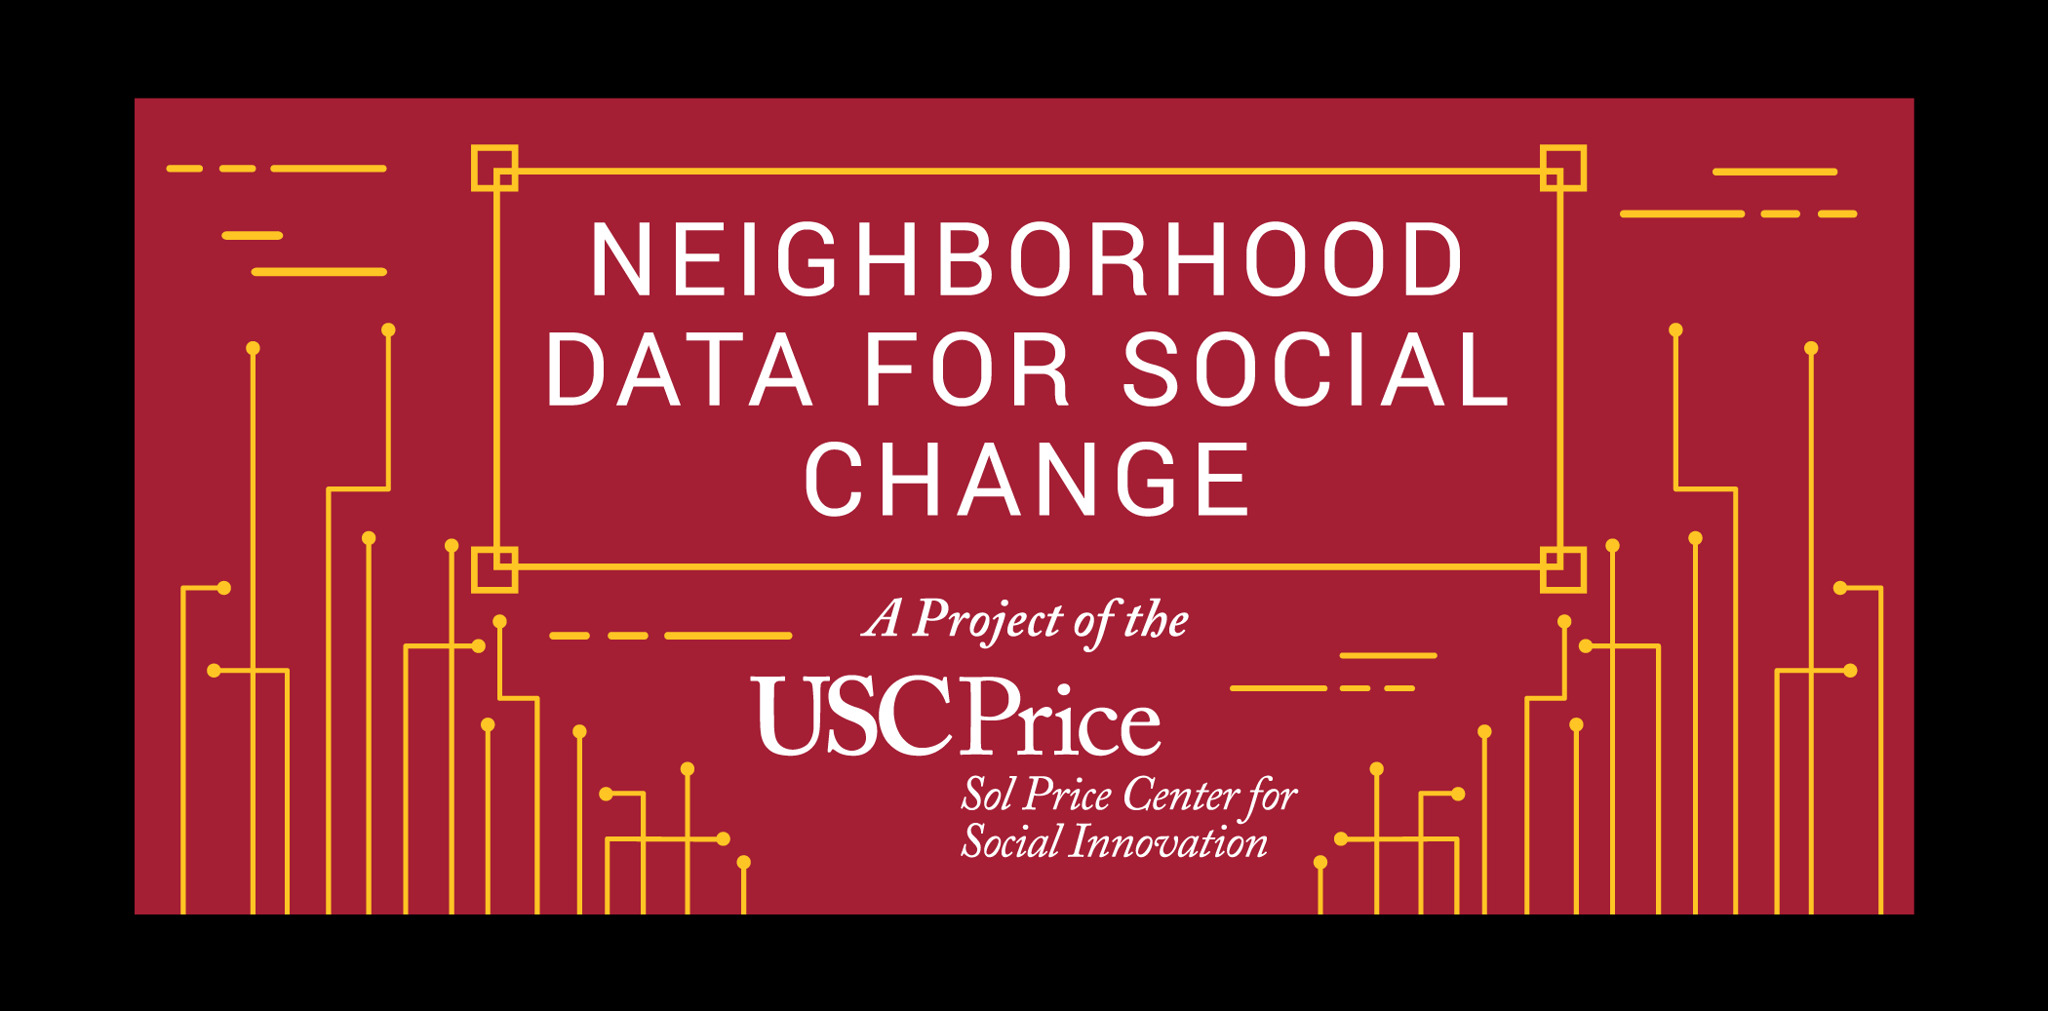 NEIGHBORHOOD
DATA FOR SOCIAL
CHANGE
A Project of the
USCPrice
Sol Price Center for
Social Innovation